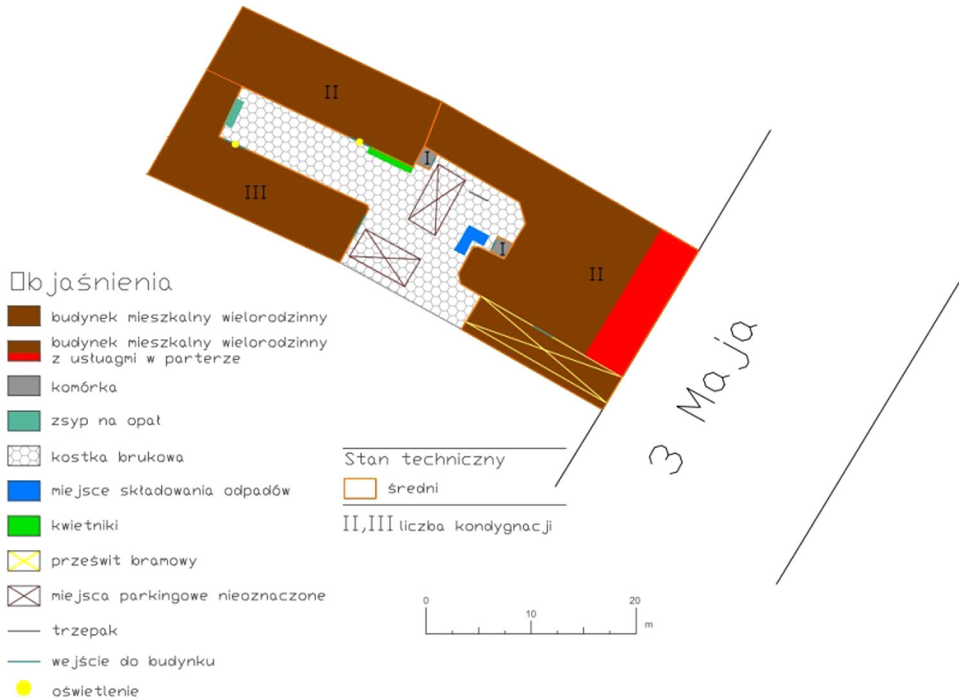 II
I
III
I
II
3 Maja
Objaśnienia
budynek mieszkalny wielorodzinny
budynek mieszkalny wielorodzinny
z usługami w parterze
komórka
zsyp na opał
kostka brukowa
miejsce składowania odpadów
kwietniki
prześwit bramowy
miejsca parkingowe nieoznaczone
trzepak
wejście do budynku
oświetlenie
Stan techniczny
średni
II,III liczba kondygnacji
0 10 20 m